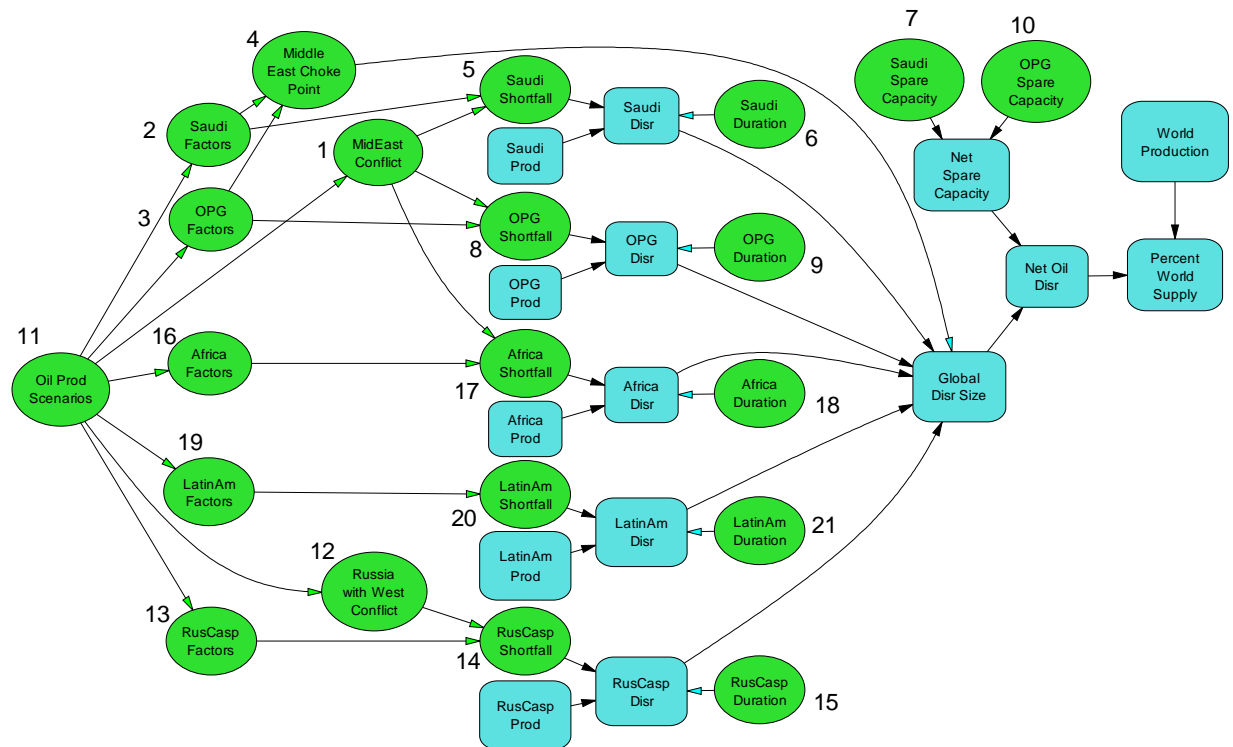 7
10
4
Middle
East Choke
Point
5
Saudi
Shortfall
Saudi
Spare
Capacity
OPG
Spare
Capacity
2
Saudi
Factors
Saudi
Disr
Saudi
Duration
6
1
MidEast
Conflict
Saudi
Prod
Net
Spare
Capacity
World
Production
3
OPG
Factors
OPG
Shortfall
8
OPG
Disr
OPG
Duration
9
OPG
Prod
Net Oil
Disr
Percent
World
Supply
11
Oil Prod
Scenarios
16
Africa
Factors
Africa
Shortfall
17
Africa
Disr
Africa
Duration
18
Africa
Prod
Global
Disr Size
19
LatinAm
Factors
LatinAm
Shortfall
20
LatinAm
Disr
LatinAm
Duration
21
LatinAm
Prod
12
Russia
with West
Conflict
13
RusCasp
Factors
RusCasp
Shortfall
14
RusCasp
Disr
RusCasp
Duration
15
RusCasp
Prod